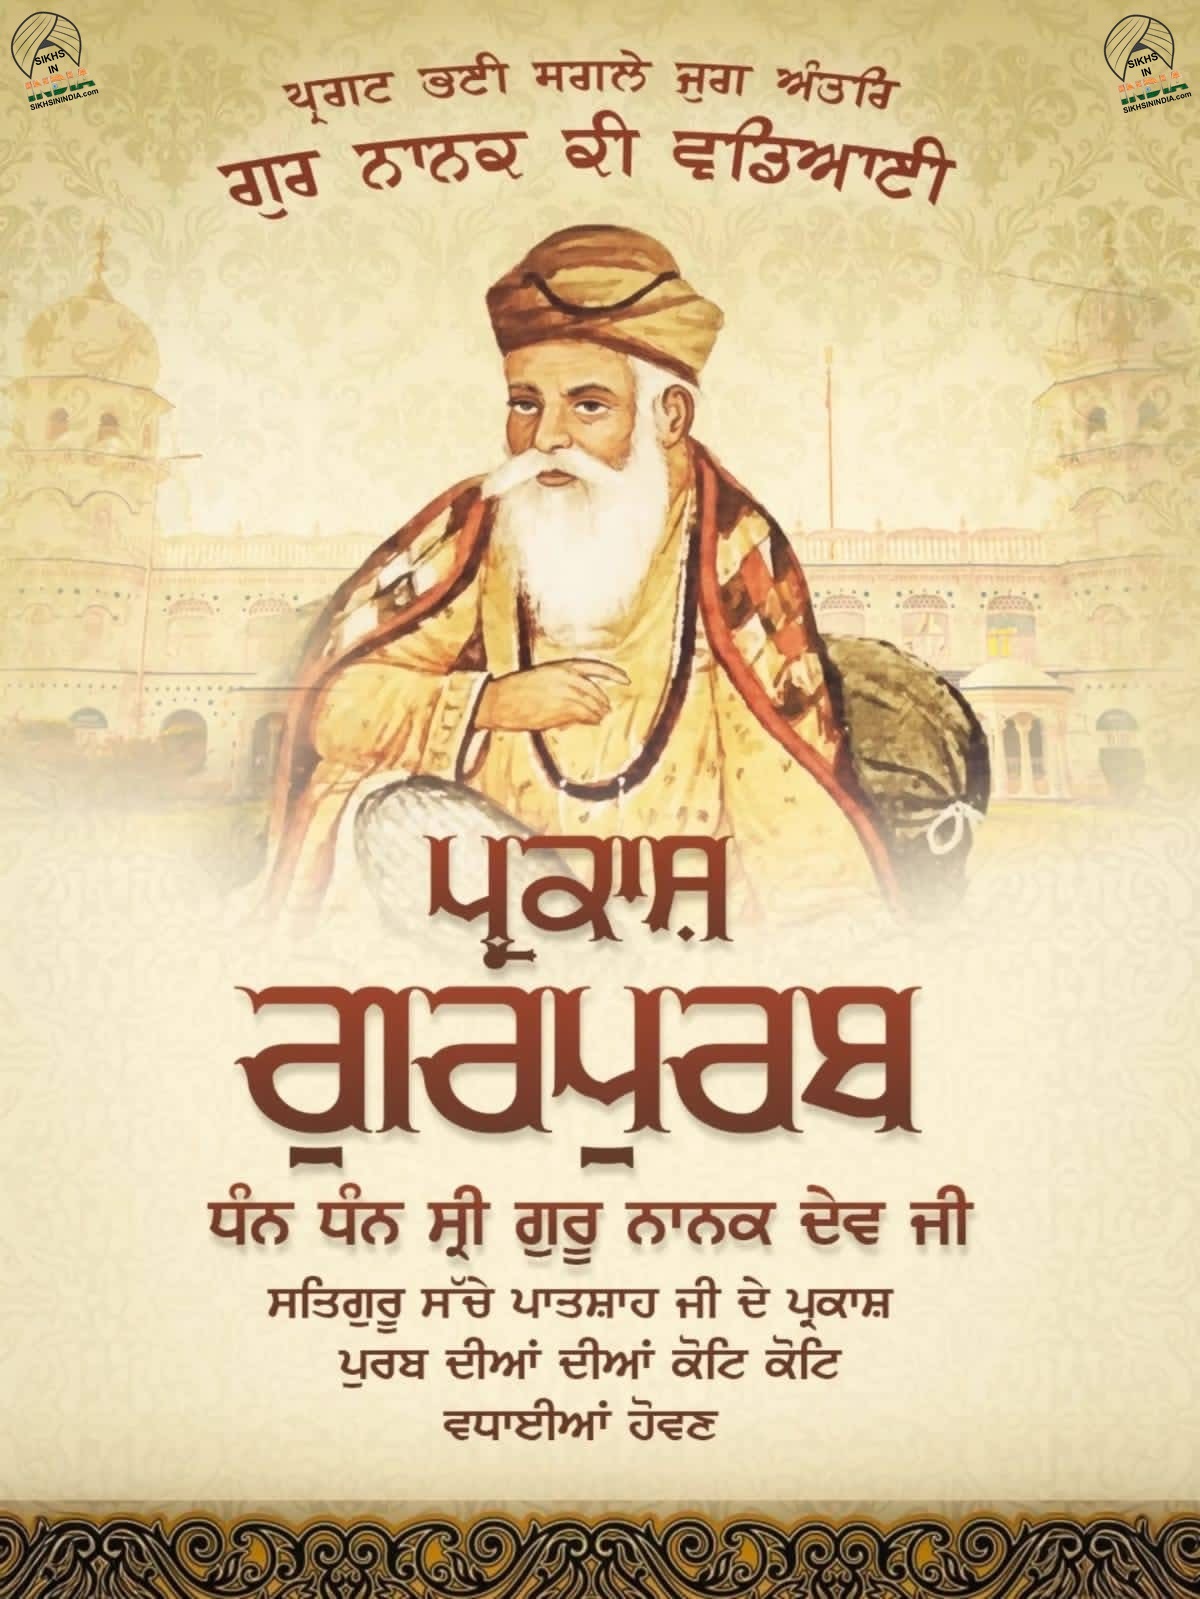 SIKHS
IN
INDIA
SIKHSININDIA.com
SIKHS
IN
INDIA
SIKHSININDIA.com
ਪ੍ਰਗਟ ਭਈ ਸਗਲੇ ਜੁਗ ਅੰਤਰਿ
ਗੁਰ ਨਾਨਕ ਕੀ ਵਡਿਆਈ
ਪ੍ਰਕਾਸ਼
ਗੁਰਪੁਰਬ
ਧੰਨ ਧੰਨ ਸ੍ਰੀ ਗੁਰੂ ਨਾਨਕ ਦੇਵ ਜੀ
ਸਤਿਗੁਰੂ ਸੱਚੇ ਪਾਤਸ਼ਾਹ ਜੀ ਦੇ ਪ੍ਰਕਾਸ਼
ਪੁਰਬ ਦੀਆਂ ਦੀਆਂ ਕੋਟਿ ਕੋਟਿ
ਵਧਾਈਆਂ ਹੋਵਣ